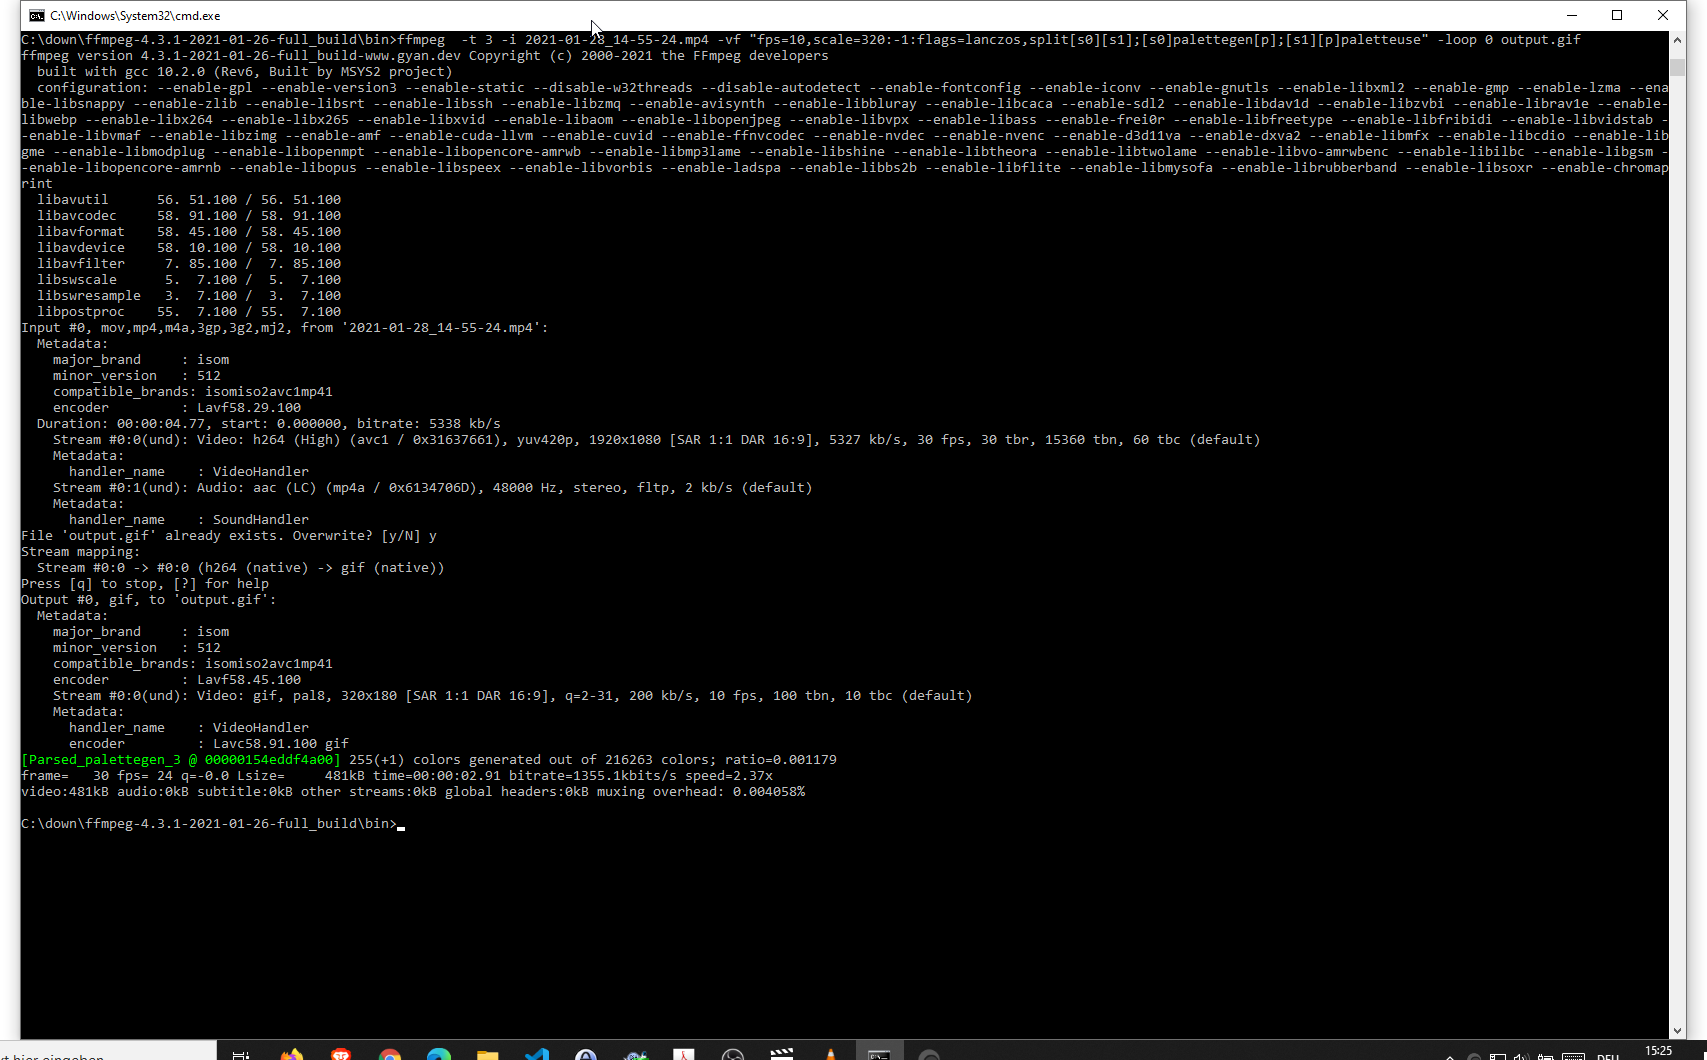 C:\Windows\System32\cmd.exe
C:\down\ffmpeg-4.3.1-2021-01-26-full_build\bin>ffmpeg  -t 3 -i 2021-01-28_14-55-24.mp4 -vf "fps=10,scale=320:-1:flags=lanczos,split[s0][s1];[s0]palettegen[p];[s1][p]paletteuse" -loop 0 output.gif
ffmpeg version 4.3.1-2021-01-26-full_build-www.gyan.dev Copyright (c) 2000-2021 the FFmpeg developers
  built with gcc 10.2.0 (Rev6, Built by MSYS2 project)
  configuration: --enable-gpl --enable-version3 --enable-static --disable-w32threads --disable-autodetect --enable-fontconfig --enable-iconv --enable-gnutls --enable-libxml2 --enable-gmp --enable-lzma --ena
ble-libsnappy --enable-zlib --enable-libsrt --enable-libssh --enable-libzmq --enable-avisynth --enable-libbluray --enable-libcaca --enable-sdl2 --enable-libdav1d --enable-libzvbi --enable-librav1e --enable-
libwebp --enable-libx264 --enable-libx265 --enable-libxvid --enable-libaom --enable-libopenjpeg --enable-libvpx --enable-libass --enable-frei0r --enable-libfreetype --enable-libfribidi --enable-libvidstab -
-enable-libvmaf --enable-libzimg --enable-amf --enable-cuda-llvm --enable-cuvid --enable-ffnvcodec --enable-nvdec --enable-nvenc --enable-d3d11va --enable-dxva2 --enable-libmfx --enable-libcdio --enable-lib
gme --enable-libmodplug --enable-libopenmpt --enable-libopencore-amrwb --enable-libmp3lame --enable-libshine --enable-libtheora --enable-libtwolame --enable-libvo-amrwbenc --enable-libilbc --enable-libgsm -
-enable-libopencore-amrnb --enable-libopus --enable-libspeex --enable-libvorbis --enable-ladspa --enable-libbs2b --enable-libflite --enable-libmysofa --enable-librubberband --enable-libsoxr --enable-chromap
rint
  libavutil      56. 51.100 / 56. 51.100
  libavcodec     58. 91.100 / 58. 91.100
  libavformat    58. 45.100 / 58. 45.100
  libavdevice    58. 10.100 / 58. 10.100
  libavfilter     7. 85.100 /  7. 85.100
  libswscale      5.  7.100 /  5.  7.100
  libswresample   3.  7.100 /  3.  7.100
  libpostproc    55.  7.100 / 55.  7.100
Input #0, mov,mp4,m4a,3gp,3g2,mj2, from '2021-01-28_14-55-24.mp4':
  Metadata:
    major_brand     : isom
    minor_version   : 512
    compatible_brands: isomiso2avc1mp41
    encoder         : Lavf58.29.100
  Duration: 00:00:04.77, start: 0.000000, bitrate: 5338 kb/s
    Stream #0:0(und): Video: h264 (High) (avc1 / 0x31637661), yuv420p, 1920x1080 [SAR 1:1 DAR 16:9], 5327 kb/s, 30 fps, 30 tbr, 15360 tbn, 60 tbc (default)
    Metadata:
      handler_name    : VideoHandler
    Stream #0:1(und): Audio: aac (LC) (mp4a / 0x6134706D), 48000 Hz, stereo, fltp, 2 kb/s (default)
    Metadata:
      handler_name    : SoundHandler
File 'output.gif' already exists. Overwrite? [y/N] y
Stream mapping:
  Stream #0:0 -> #0:0 (h264 (native) -> gif (native))
Press [q] to stop, [?] for help
Output #0, gif, to 'output.gif':
  Metadata:
    major_brand     : isom
    minor_version   : 512
    compatible_brands: isomiso2avc1mp41
    encoder         : Lavf58.45.100
    Stream #0:0(und): Video: gif, pal8, 320x180 [SAR 1:1 DAR 16:9], q=2-31, 200 kb/s, 10 fps, 100 tbn, 10 tbc (default)
    Metadata:
      handler_name    : VideoHandler
      encoder         : Lavc58.91.100 gif
[Parsed_palettegen_3 @ 00000154eddf4a00] 255(+1) colors generated out of 216263 colors; ratio=0.001179
frame=   30 fps= 24 q=-0.0 Lsize=     481kB time=00:00:02.91 bitrate=1355.1kbits/s speed=2.37x
video:481kB audio:0kB subtitle:0kB other streams:0kB global headers:0kB muxing overhead: 0.004058%
C:\down\ffmpeg-4.3.1-2021-01-26-full_build\bin>
hier eingeben
DEU
15:25